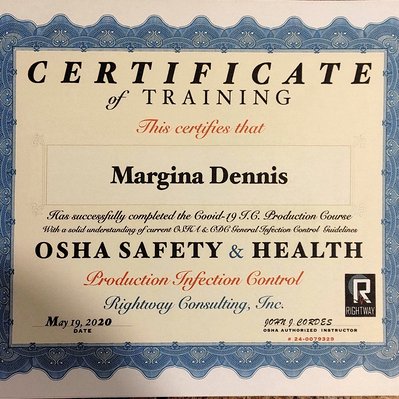 CERTIFICATE
of TRAINING
This certifies that
Margina Dennis
Has successfully completed the Covid-19 I.C. Production Course
With a solid understanding of current OSHA & CDC General Infection Control Guidelines
OSHA SAFETY & HEALTH
Production Infection Control
Rightway Consulting, Inc.
R
RIGHTWAY
May 19, 2020
DATE
JOHN J. CORDES
OSHA AUTHORIZED INSTRUCTOR
# 24-0079329